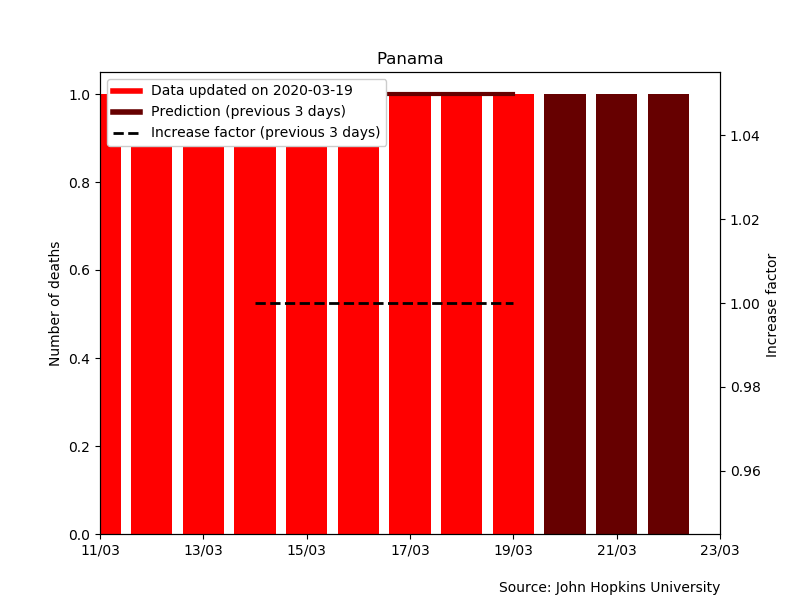 Panama
Data updated on 2020-03-19
Prediction (previous 3 days)
Increase factor (previous 3 days)
Number of deaths
1.0
0.8
0.6
0.4
0.2
0.0
1.04
1.02
1.00
0.98
0.96
Increase factor
11/03 13/03 15/03 17/03 19/03 21/03 23/03
Source: John Hopkins University